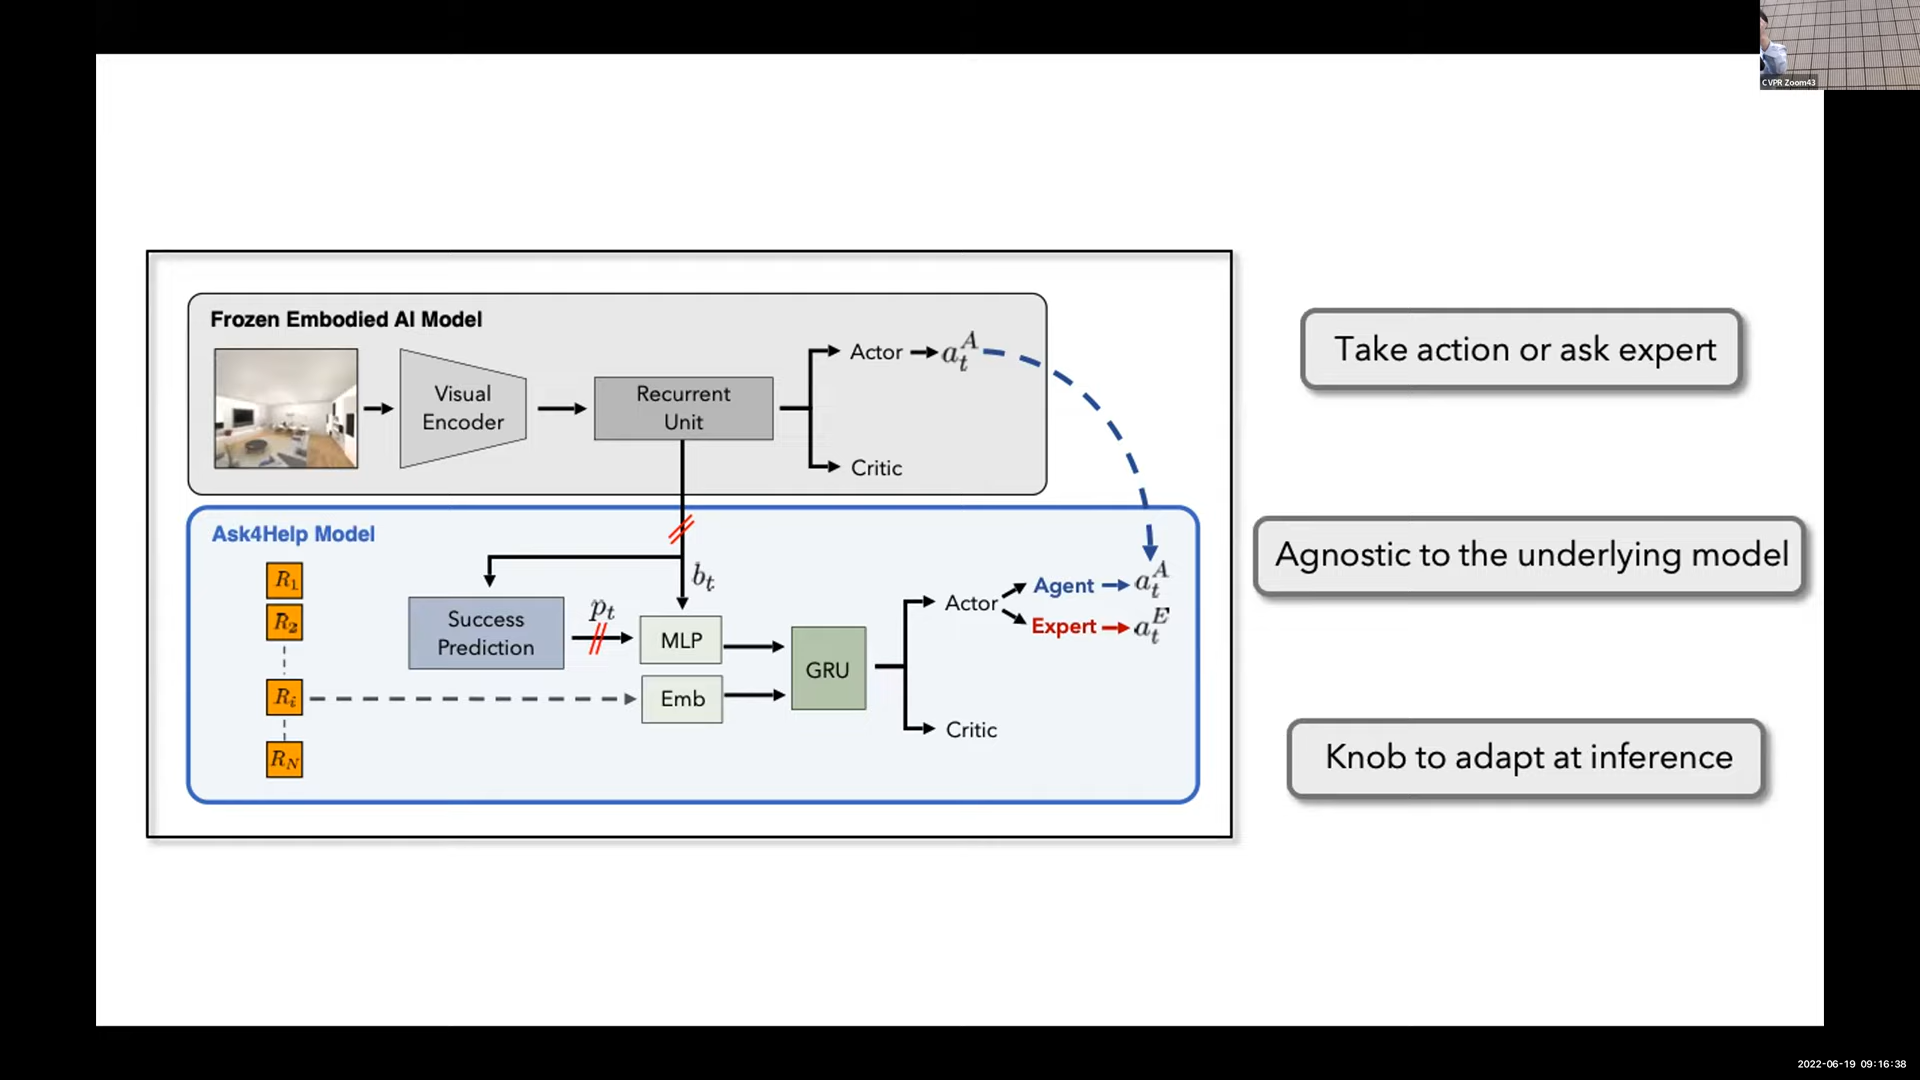 CVPR Zoom43
Frozen Embodied AI Model
Visual
Encoder
Recurrent
Unit
Actor
a_t^A
Critic
Take action or ask expert
Ask4Help Model
R_1
R_2
R_i
R_N
Success
Prediction
p_t
b_t
MLP
Emb
GRU
Actor
Agent
a_t^A
Expert
a_t^E
Critic
Agnostic to the underlying model
Knob to adapt at inference
2022-06-19 09:16:38